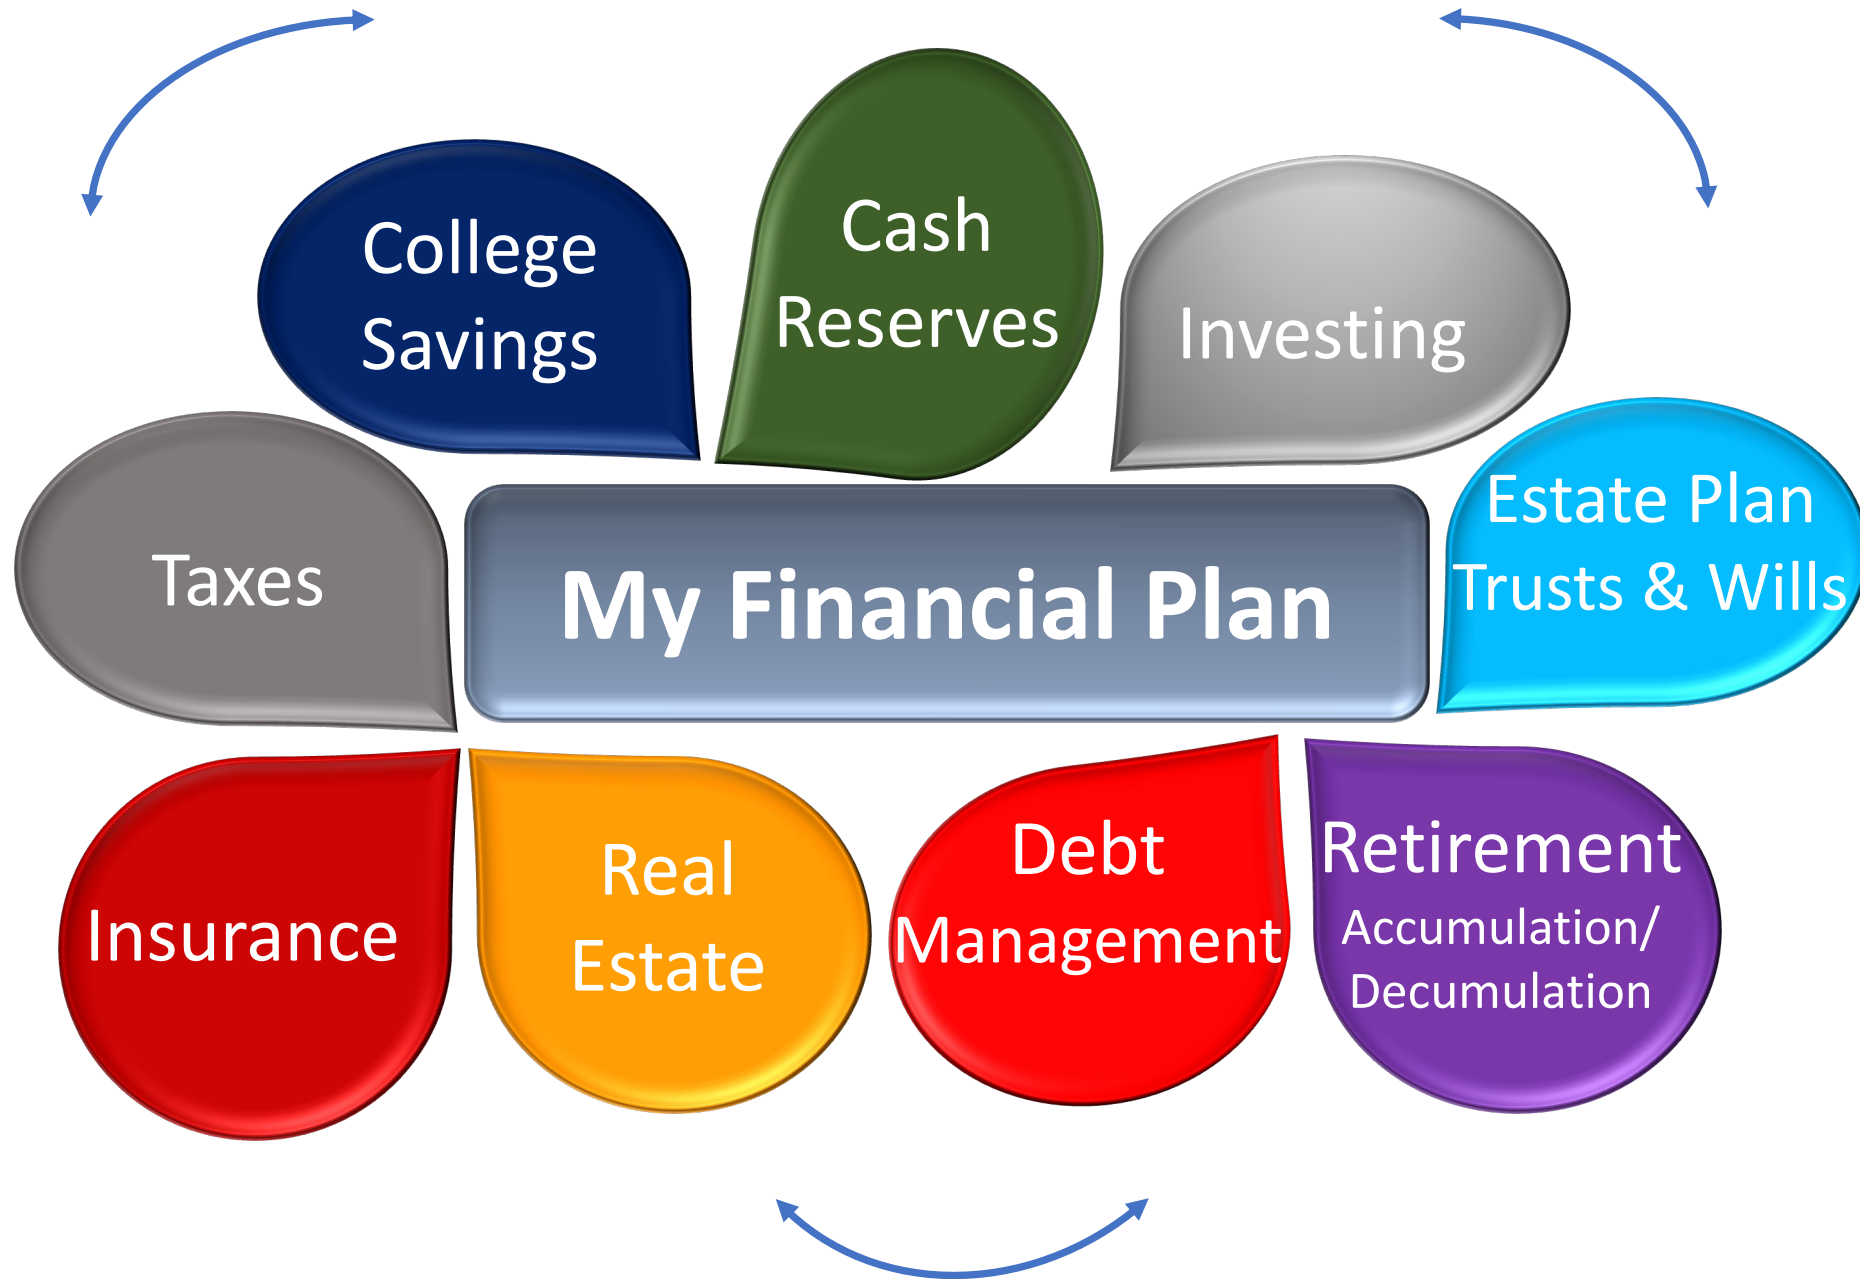 Cash
Reserves
College
Savings
Investing
Estate Plan
Trusts & Wills
Taxes
My Financial Plan
Insurance
Real
Estate
Debt
Management
Retirement
Accumulation/
Decumulation